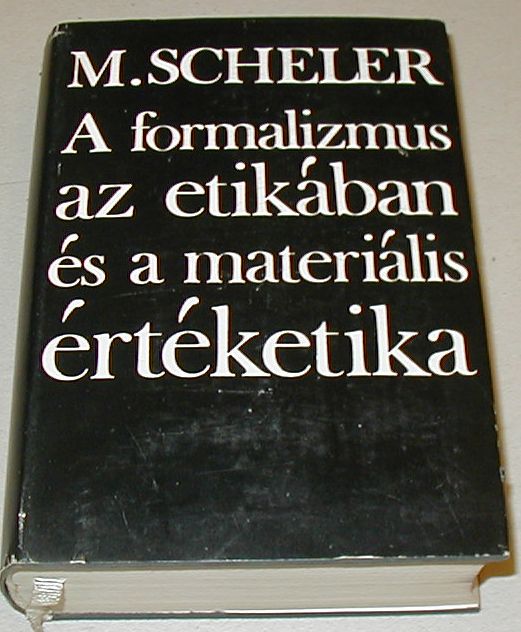 M. SCHELER
A formalizmus
az etikában
és a materiális
értéketika